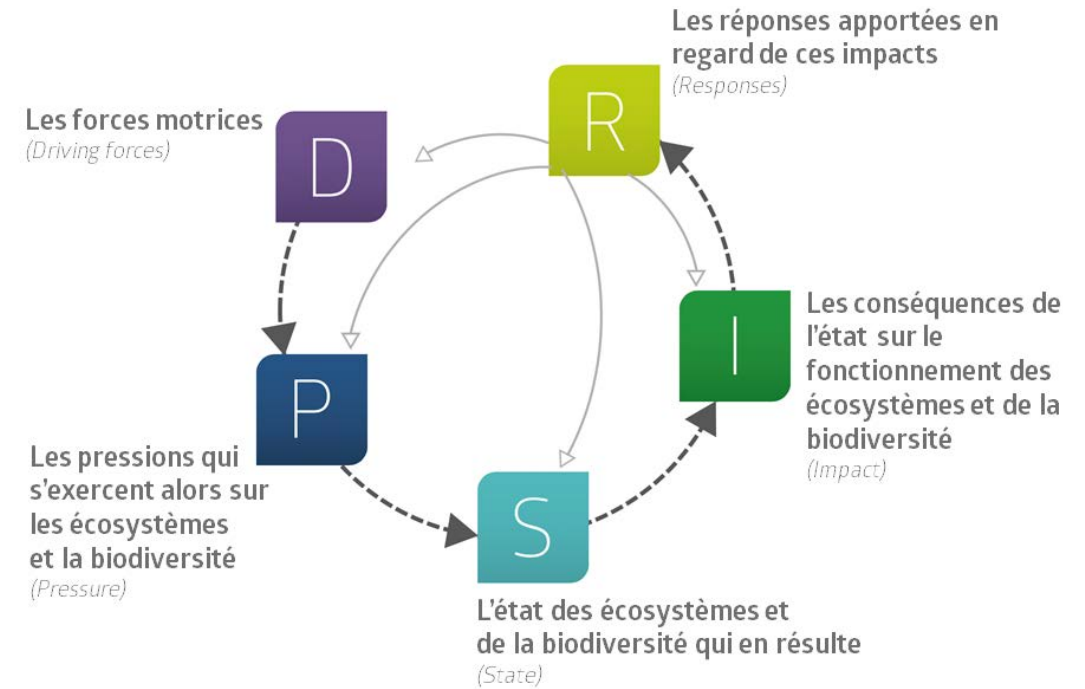 Les réponses apportées en
regard de ces impacts
(Responses)
R
Les forces motrices
(Driving forces)
D
I
Les conséquences de
l'état sur le
fonctionnement des
écosystèmes et de la
biodiversité
(Impact)
P
Les pressions qui
s'exercent alors sur
les écosystèmes
et la biodiversité
(Pressure)
S
L'état des écosystèmes et
de la biodiversité qui en résulte
(State)